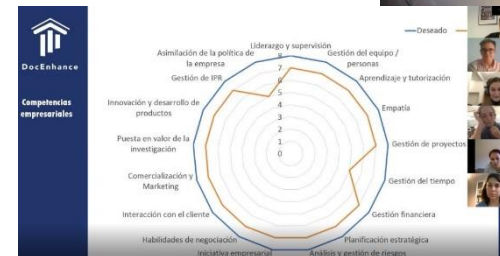 DocEnhance
Competencias
empresariales
Deseado
Liderazgo y supervisión
Gestión del equipo /
personas
Aprendizaje y tutorización
Empatía
Gestión de proyectos
Gestión del tiempo
Gestión financiera
Planificación estratégica
Análisis y gestión de riesgos
Iniciativa empresarial
Habilidades de negociación
Interacción con el cliente
Comercialización y
Marketing
Puesta en valor de la
investigación
Innovación y desarrollo de
productos
Gestión de IPR
Asimilación de la política de
la empresa
8
7
6
5
4
3
2
1
0